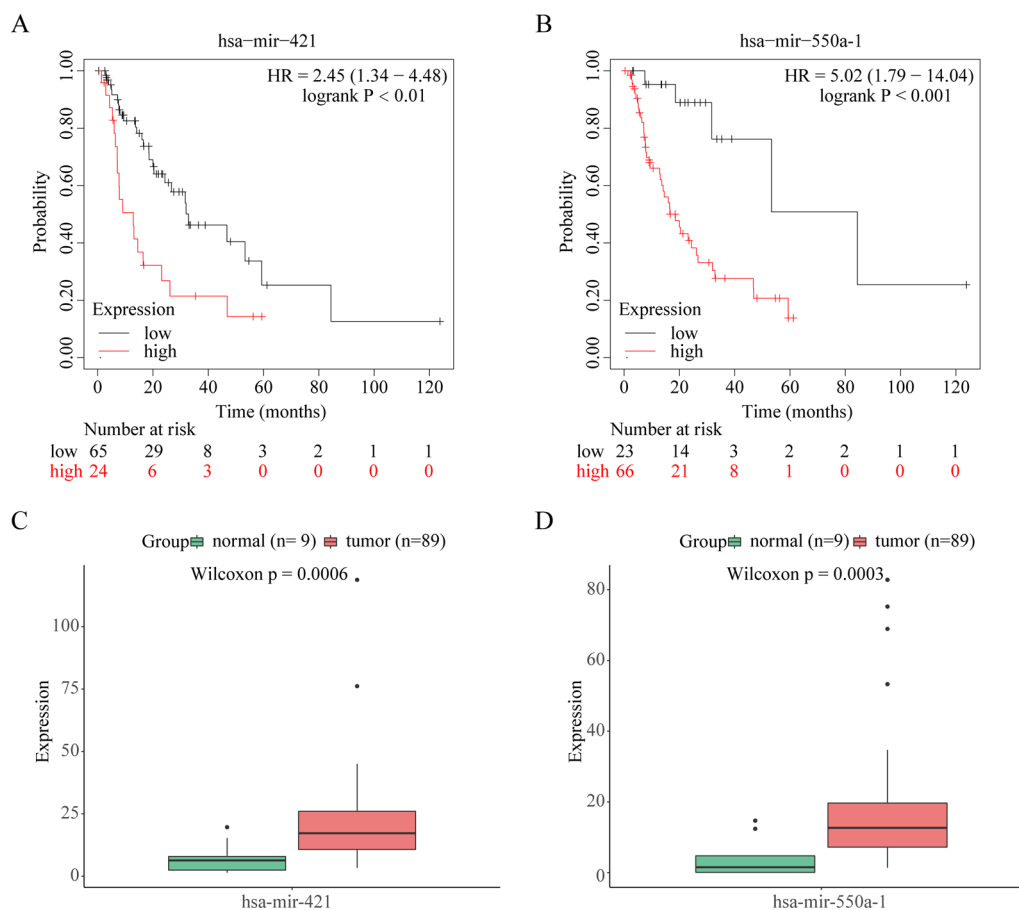 A
hsa−mir−421
HR = 2.45 (1.34 − 4.48)
logrank P < 0.01
Probability
1.00
0.80
0.60
0.40
0.20
0.00
Expression
low
high
0 20 40 60 80 100 120
Time (months)
Number at risk
low 65 29 8 3 2 1 1
high 24 6 3 0 0 0 0
B
hsa−mir−550a-1
HR = 5.02 (1.79 − 14.04)
logrank P < 0.001
Probability
1.00
0.80
0.60
0.40
0.20
0.00
Expression
low
high
0 20 40 60 80 100 120
Time (months)
Number at risk
low 23 14 3 2 2 1 1
high 66 21 8 1 0 0 0
C
Group normal (n= 9) tumor (n=89)
Wilcoxon p = 0.0006
Expression
100
75
50
25
0
hsa-mir-421
D
Group normal (n=9) tumor (n=89)
Wilcoxon p = 0.0003
Expression
80
60
40
20
0
hsa-mir-550a-1